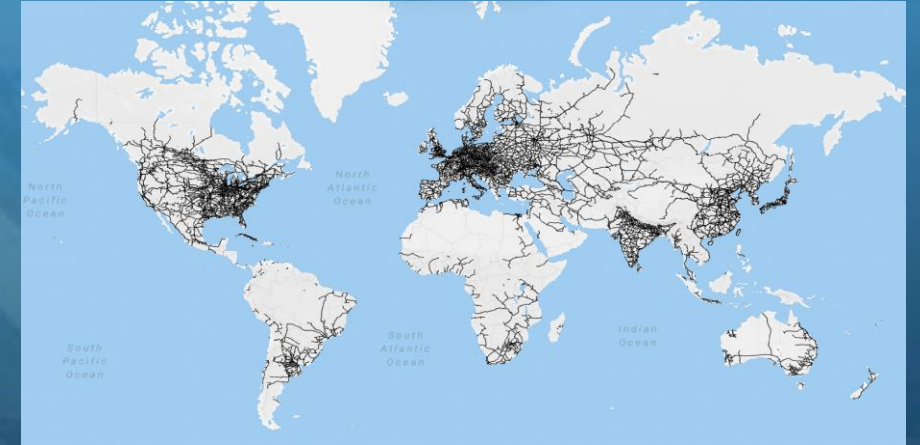 North
Pacific
Ocean
North
Atlantic
Ocean
South
Pacific
Ocean
South
Atlantic
Ocean
Indian
Ocean